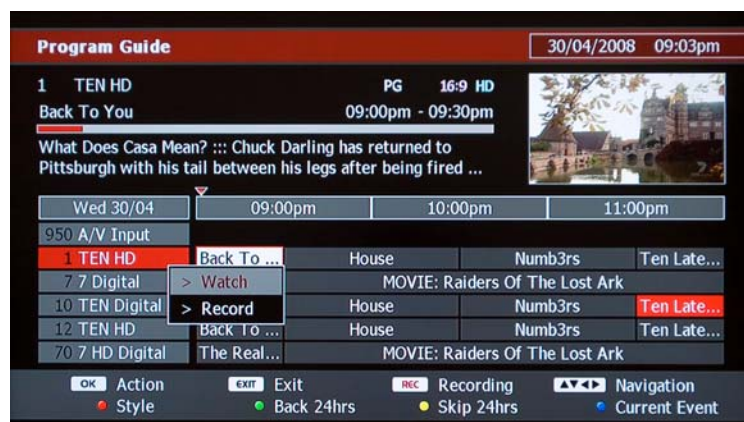 Program Guide 30/04/2008 09:03pm
1 TEN HD PG 16:9 HD
Back To You 09:00pm - 09:30pm
What Does Casa Mean? ::: Chuck Darling has returned to
Pittsburgh with his tail between his legs after being fired ...
Wed 30/04 09:00pm 10:00pm 11:00pm
950 A/V Input
1 TEN HD Back To ... House Numb3rs Ten Late...
7 7 Digital MOVIE: Raiders Of The Lost Ark
> Watch
10 TEN Digital House Numb3rs Ten Late...
> Record
12 TEN HD Back To ... House Numb3rs Ten Late...
70 7 HD Digital The Real... MOVIE: Raiders Of The Lost Ark
OK Action EXIT Exit REC Recording ▲▼◄► Navigation
Style Back 24hrs Skip 24hrs Current Event